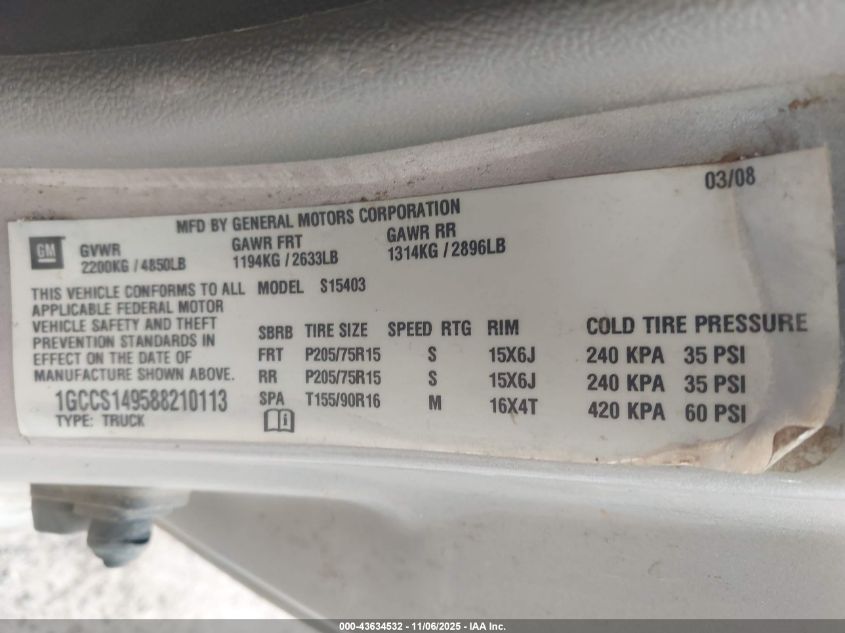 03/08
MFD BY GENERAL MOTORS CORPORATION
GM
GVWR GAWR FRT GAWR RR
2200KG / 4850LB 1194KG / 2633LB 1314KG / 2896LB
THIS VEHICLE CONFORMS TO ALL
APPLICABLE FEDERAL MOTOR
VEHICLE SAFETY AND THEFT
PREVENTION STANDARDS IN
EFFECT ON THE DATE OF
MANUFACTURE SHOWN ABOVE.
1GCCS149588210113
TYPE: TRUCK
MODEL S15403
SBRB TIRE SIZE SPEED RTG RIM COLD TIRE PRESSURE
FRT P205/75R15 S 15X6J 240 KPA 35 PSI
RR P205/75R15 S 15X6J 240 KPA 35 PSI
SPA T155/90R16 M 16X4T 420 KPA 60 PSI
000-43634532 - 11/06/2025 - IAA Inc.